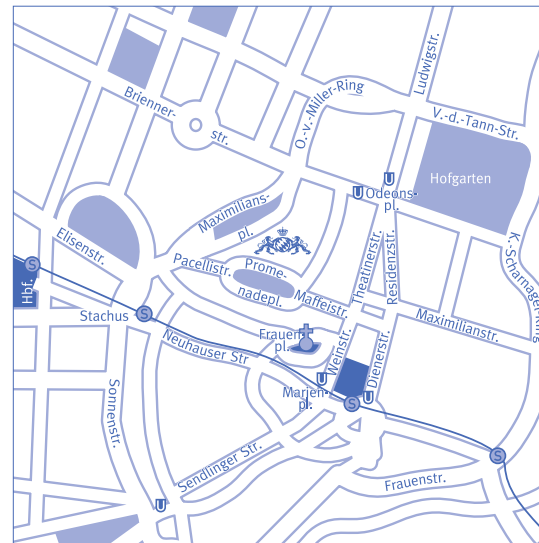 Ludwigstr.
O.-v.-Miller-Ring
Brienner-
str.
V.-d.-Tann-Str.
Hofgarten
U
U
Odeons-
pl.
Maximilians-
pl.
Elisenstr.
K.-Scharnagl-Ring
Pacellistr.
Prome-
nadepl.
Theatinerstr.
Residenzstr.
S
Hbf.
Maffeistr.
Maximilianstr.
Stachus
S
Neuhauser Str
Frauen-
pl.
Weinstr.
Dienerstr.
U
Marien-
pl.
U
S
Sonnenstr.
Sendlinger Str.
S
Frauenstr.
U